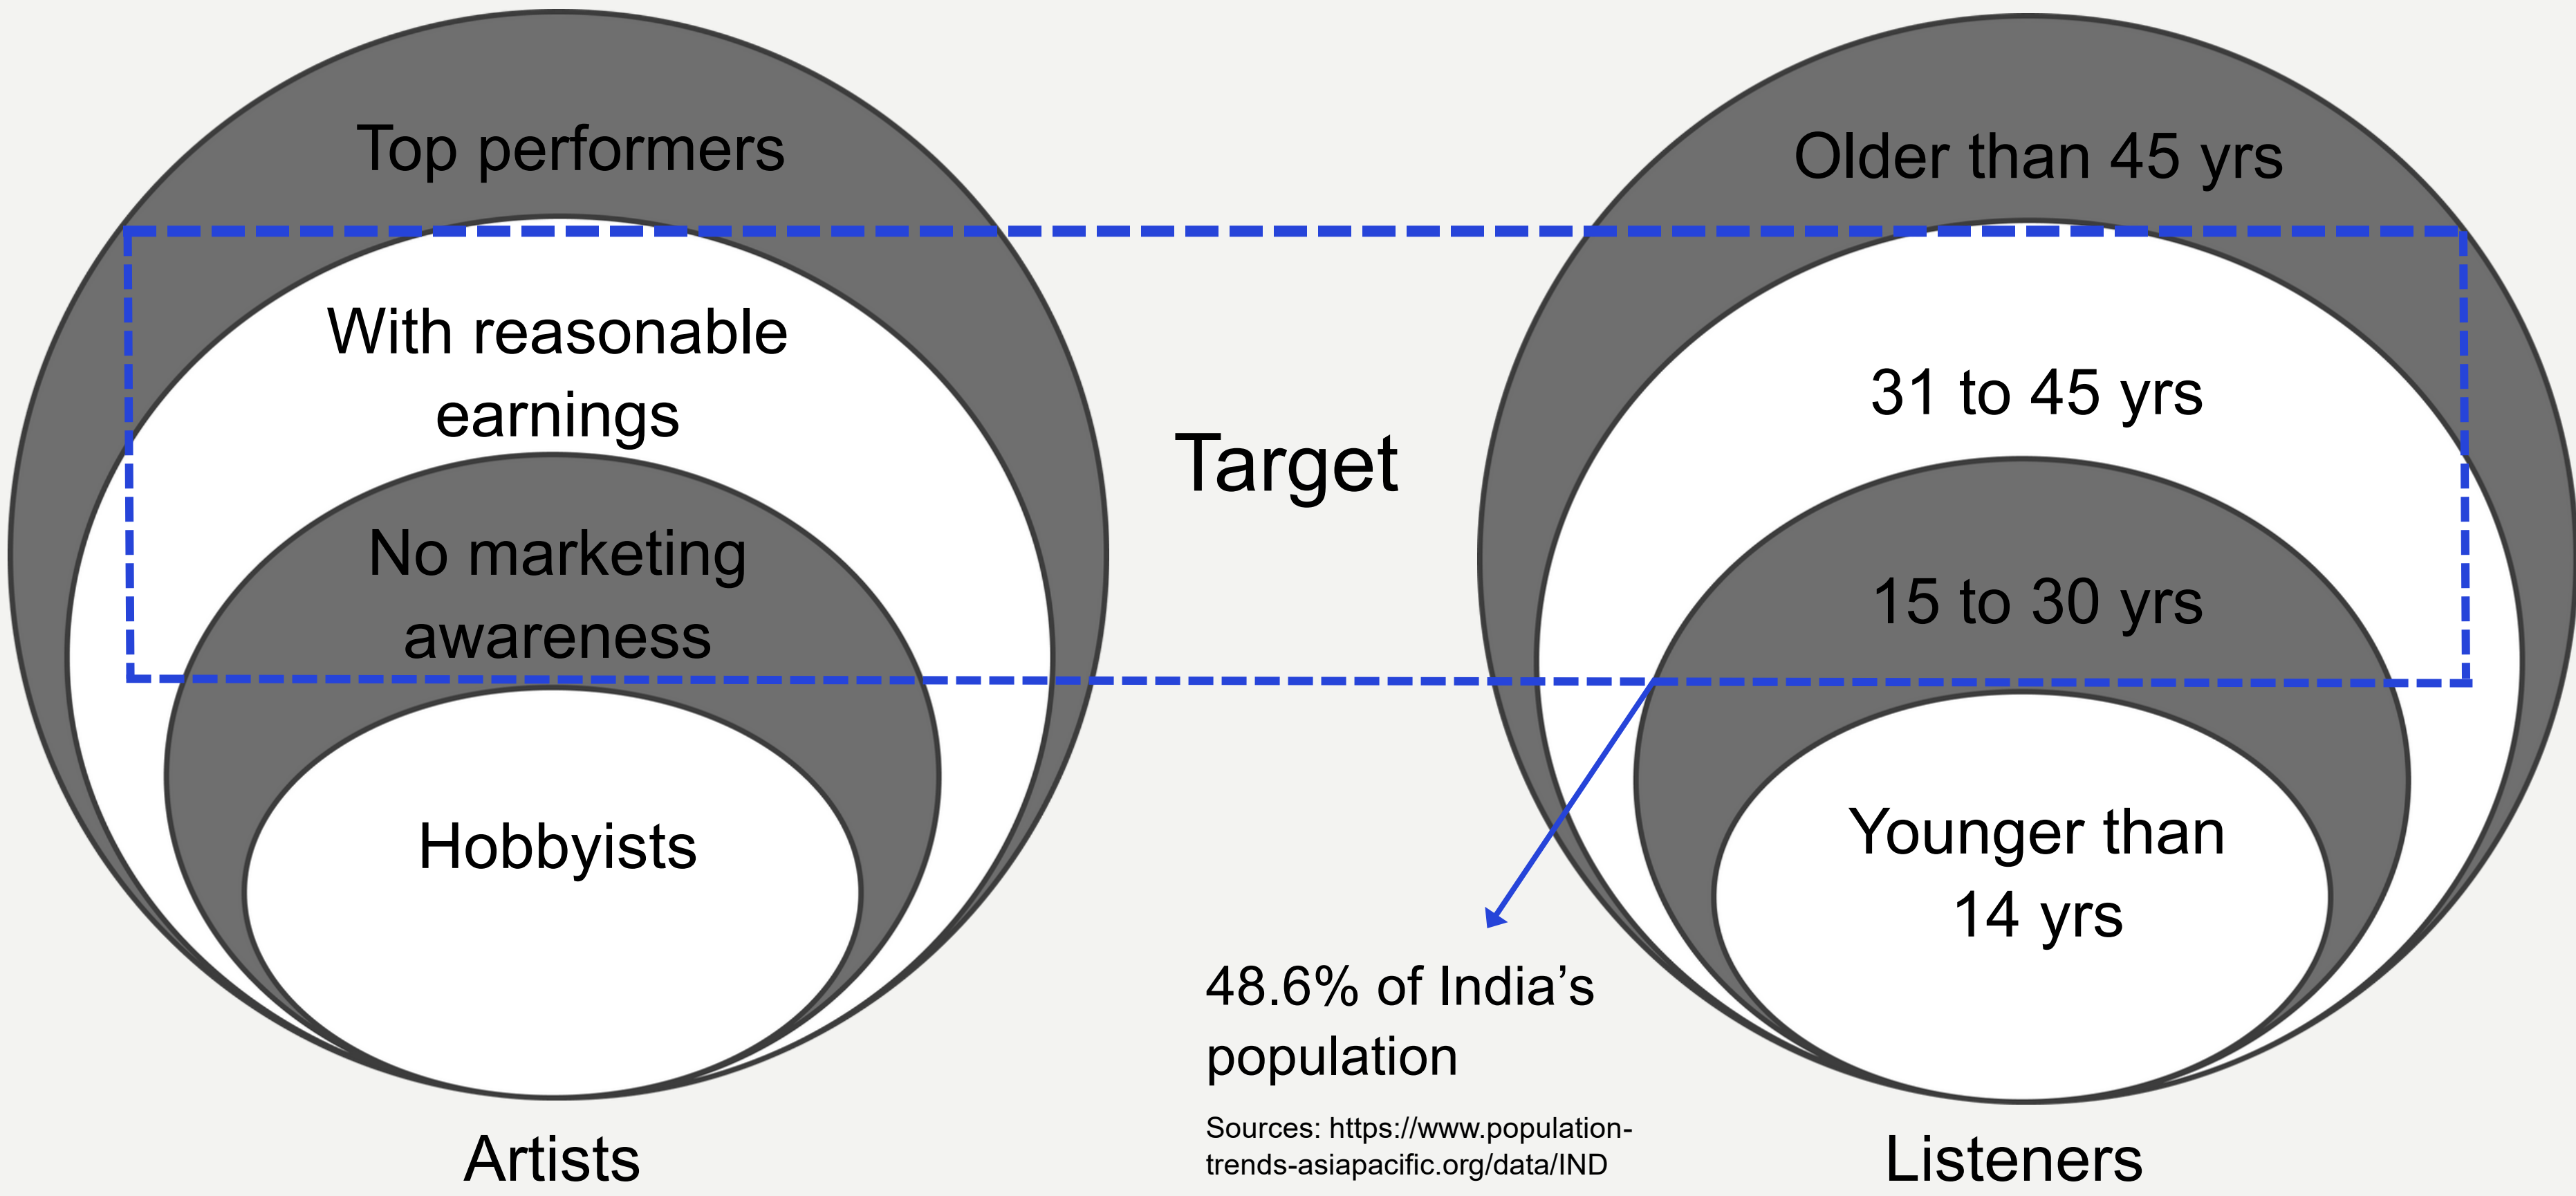 Top performers
With reasonable
earnings
No marketing
awareness
Hobbyists
Artists
Target
48.6% of India’s
population
Sources: https://www.population-
trends-asiapacific.org/data/IND
Older than 45 yrs
31 to 45 yrs
15 to 30 yrs
Younger than
14 yrs
Listeners